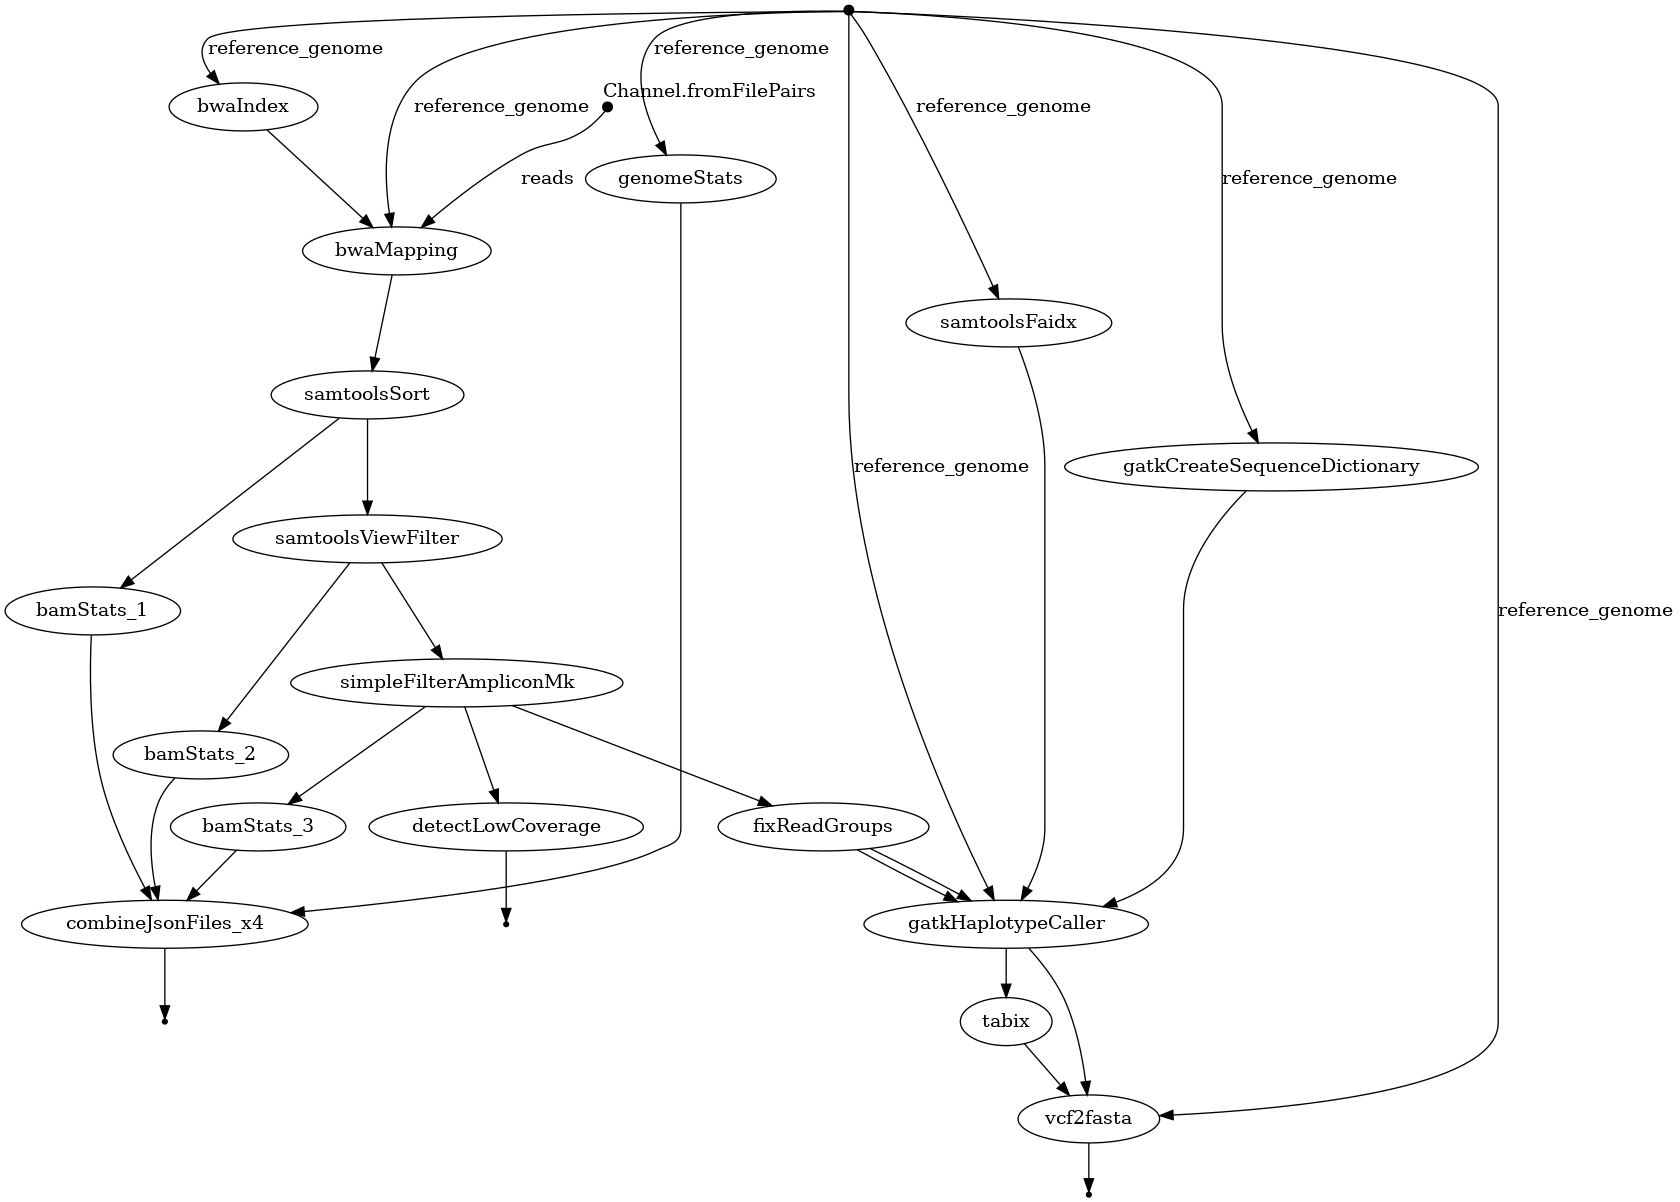 reference_genome
reference_genome
Channel.fromFilePairs
bwaIndex
reference_genome
reference_genome
reads
genomeStats
reference_genome
bwaMapping
samtoolsFaidx
samtoolsSort
reference_genome
gatkCreateSequenceDictionary
samtoolsViewFilter
bamStats_1
reference_genome
simpleFilterAmpliconMk
bamStats_2
bamStats_3
detectLowCoverage
fixReadGroups
combineJsonFiles_x4
gatkHaplotypeCaller
tabix
vcf2fasta